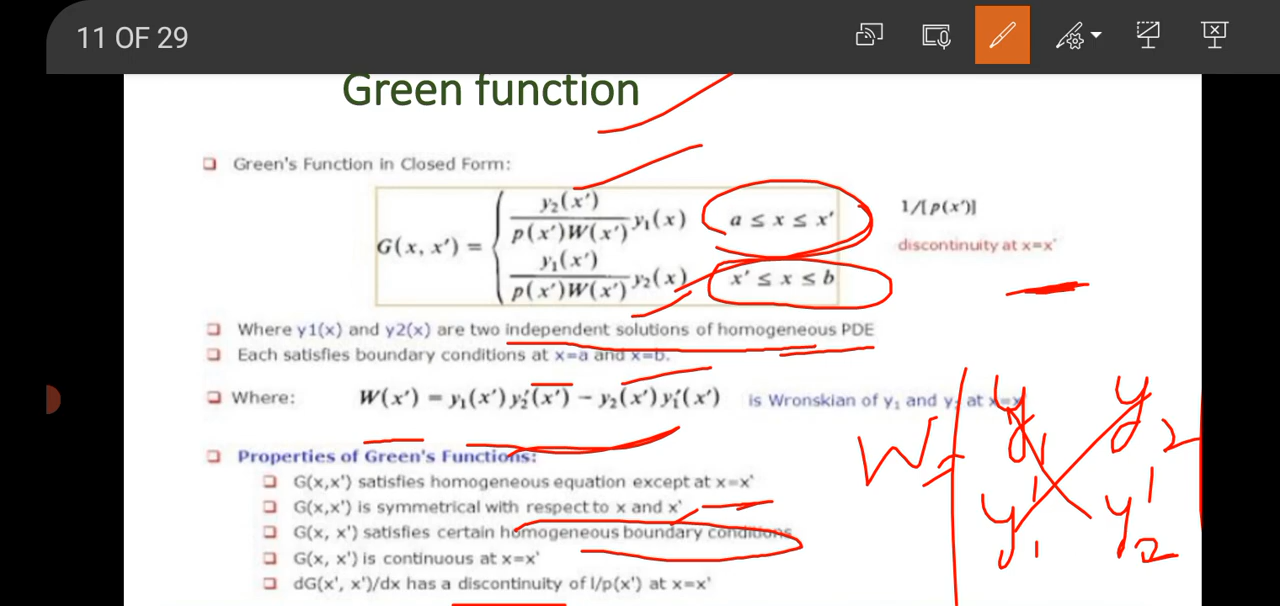 11 OF 29
Green function
❑ Green's Function in Closed Form:
y₂(x')
p(x')W(x') y₁(x) a ≤ x ≤ x' 1/[p(x')]
G(x, x') = { discontinuity at x=x'
y₁(x')
p(x')W(x') y₂(x) x' ≤ x ≤ b
❑ Where y1(x) and y2(x) are two independent solutions of homogeneous PDE
❑ Each satisfies boundary conditions at x=a and x=b.
❑ Where: W(x') = y₁(x')y₂'(x') − y₂(x')y₁'(x') is Wronskian of y₁ and y₂ at x=x'
W = | y₁ y₂
y₁' y₂' |
❑ Properties of Green's Functions:
❑ G(x,x') satisfies homogeneous equation except at x=x'
❑ G(x,x') is symmetrical with respect to x and x'
❑ G(x, x') satisfies certain homogeneous boundary conditions
❑ G(x, x') is continuous at x=x'
❑ dG(x', x')/dx has a discontinuity of l/p(x') at x=x'